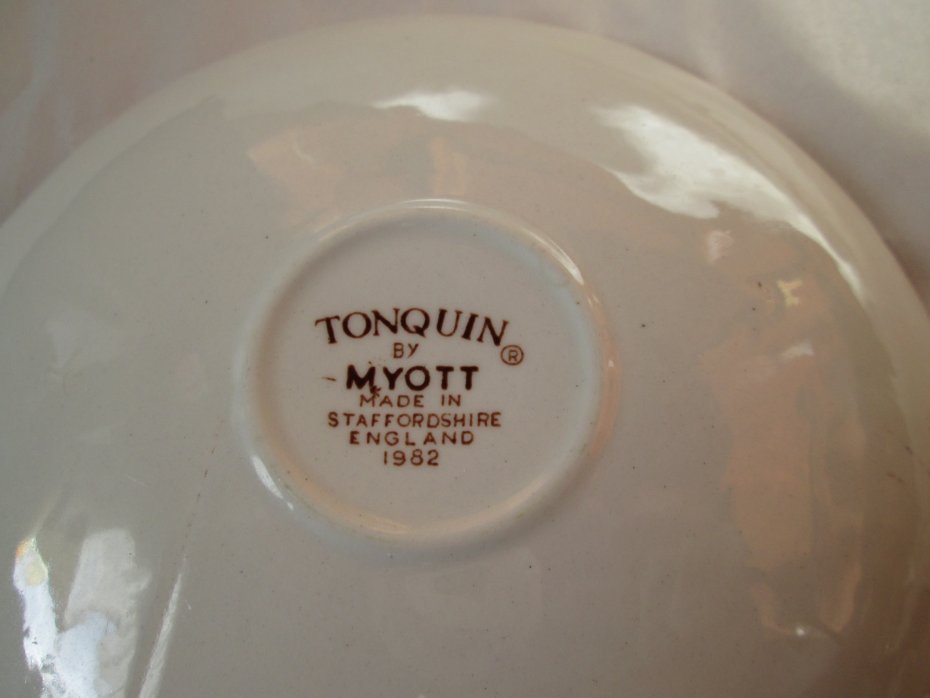 TONQUIN
BY ®
MYOTT
MADE IN
STAFFORDSHIRE
ENGLAND
1982